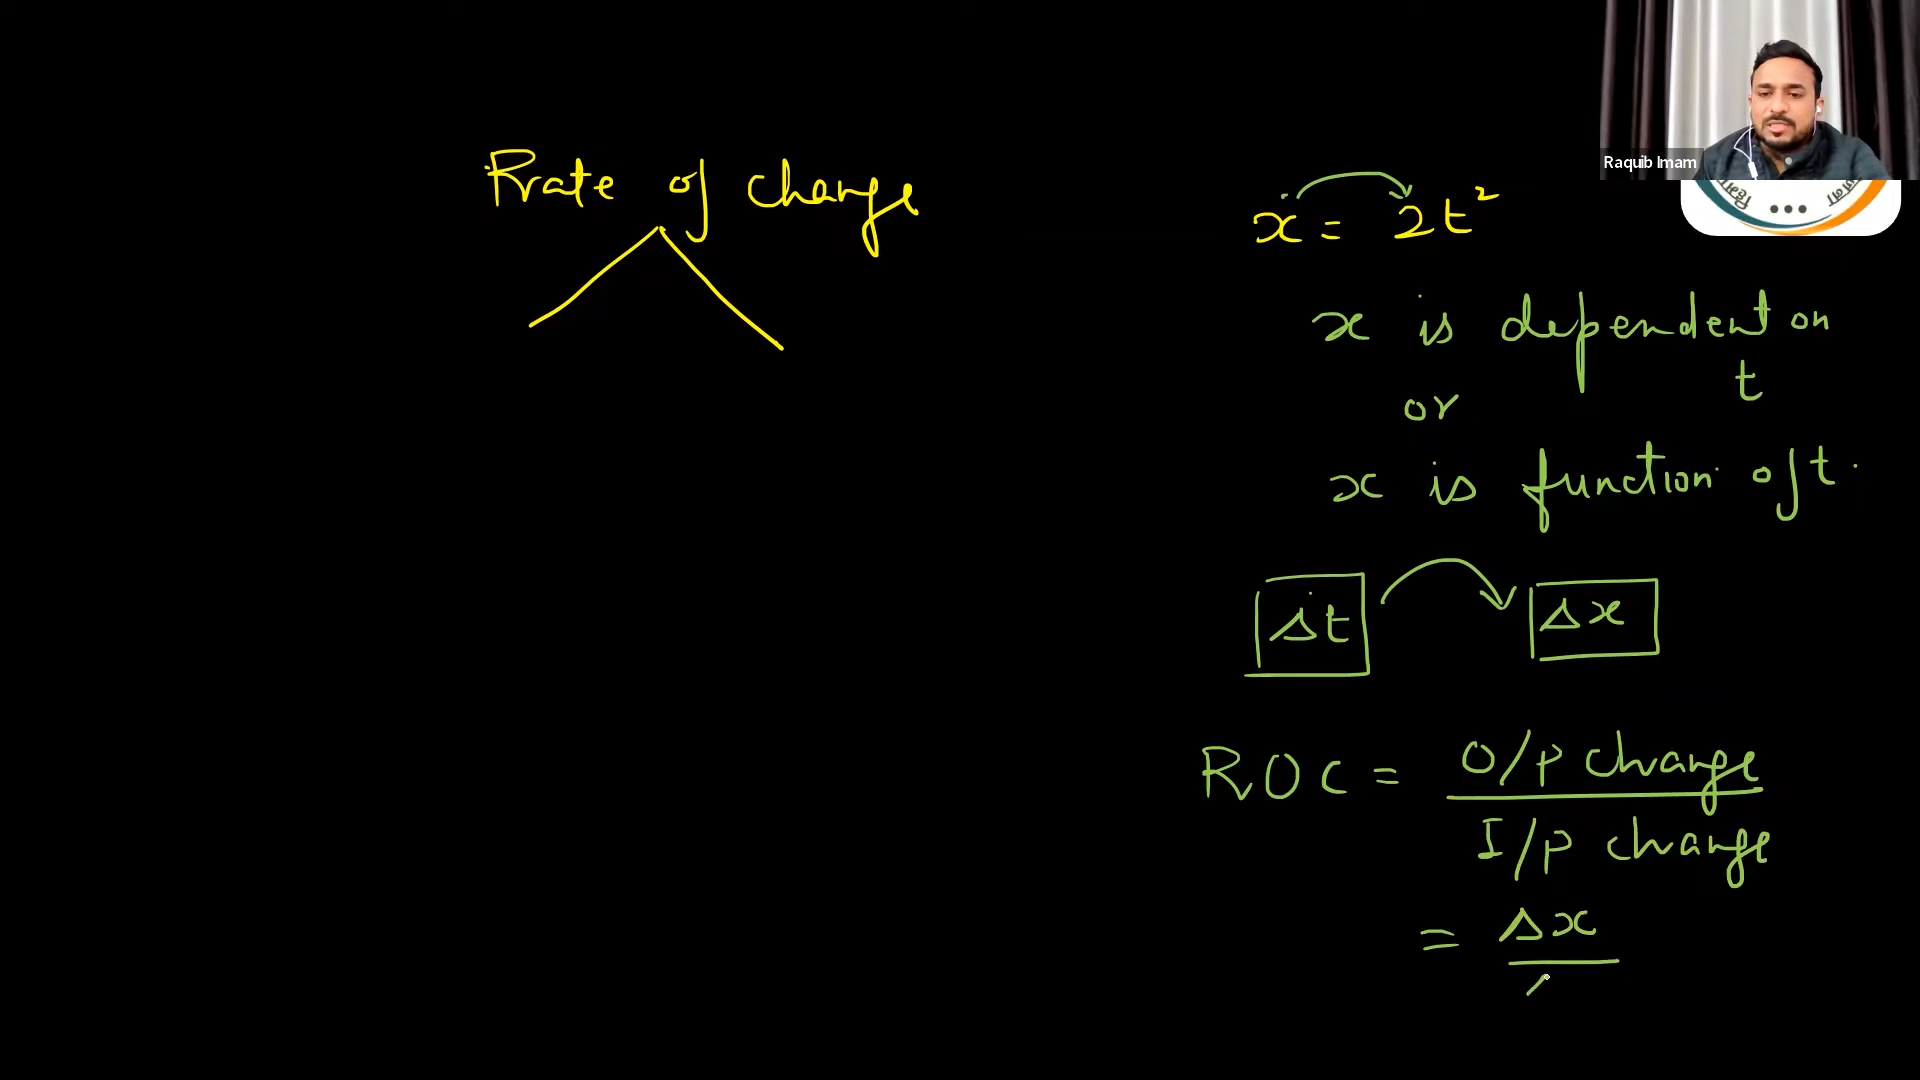 Rate of change
Raquib Imam
x = 2t²
x is dependent on
t
or
x is function of t.
Δt
Δx
ROC = O/P change
I/P change
= Δx